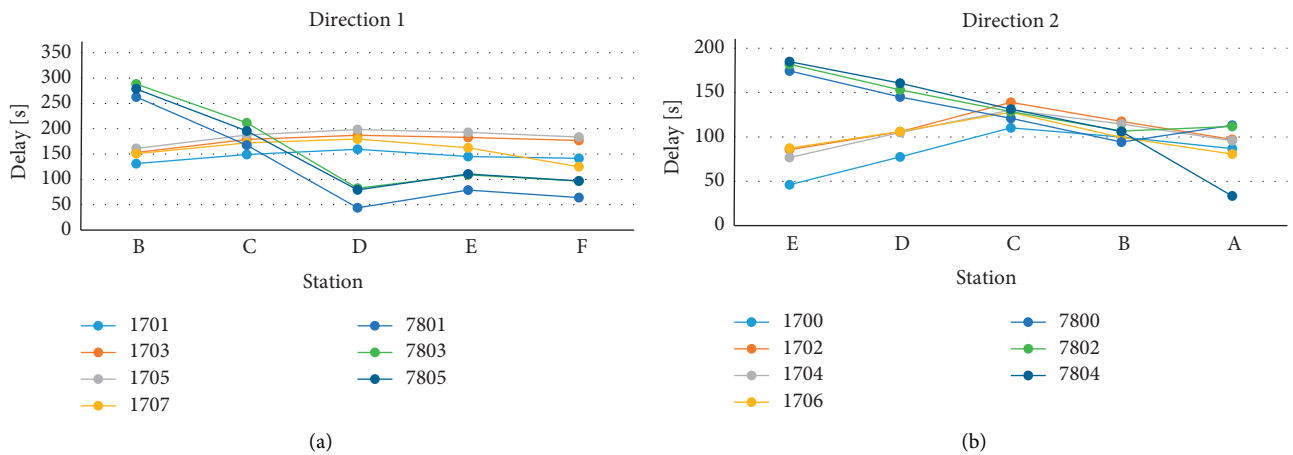 Direction 1
350
300
250
200
150
100
50
0
Delay [s]
B C D E F
Station
1701 7801
1703 7803
1705 7805
1707
(a)
Direction 2
200
150
100
50
0
Delay [s]
E D C B A
Station
1700 7800
1702 7802
1704 7804
1706
(b)